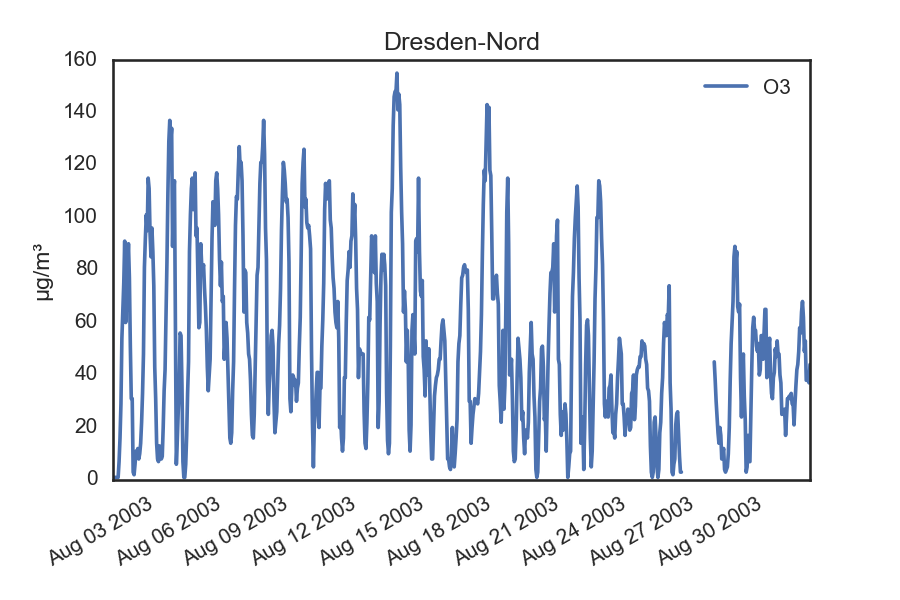 Dresden-Nord
µg/m³
160
140
120
100
80
60
40
20
0
O3
Aug 03 2003
Aug 06 2003
Aug 09 2003
Aug 12 2003
Aug 15 2003
Aug 18 2003
Aug 21 2003
Aug 24 2003
Aug 27 2003
Aug 30 2003